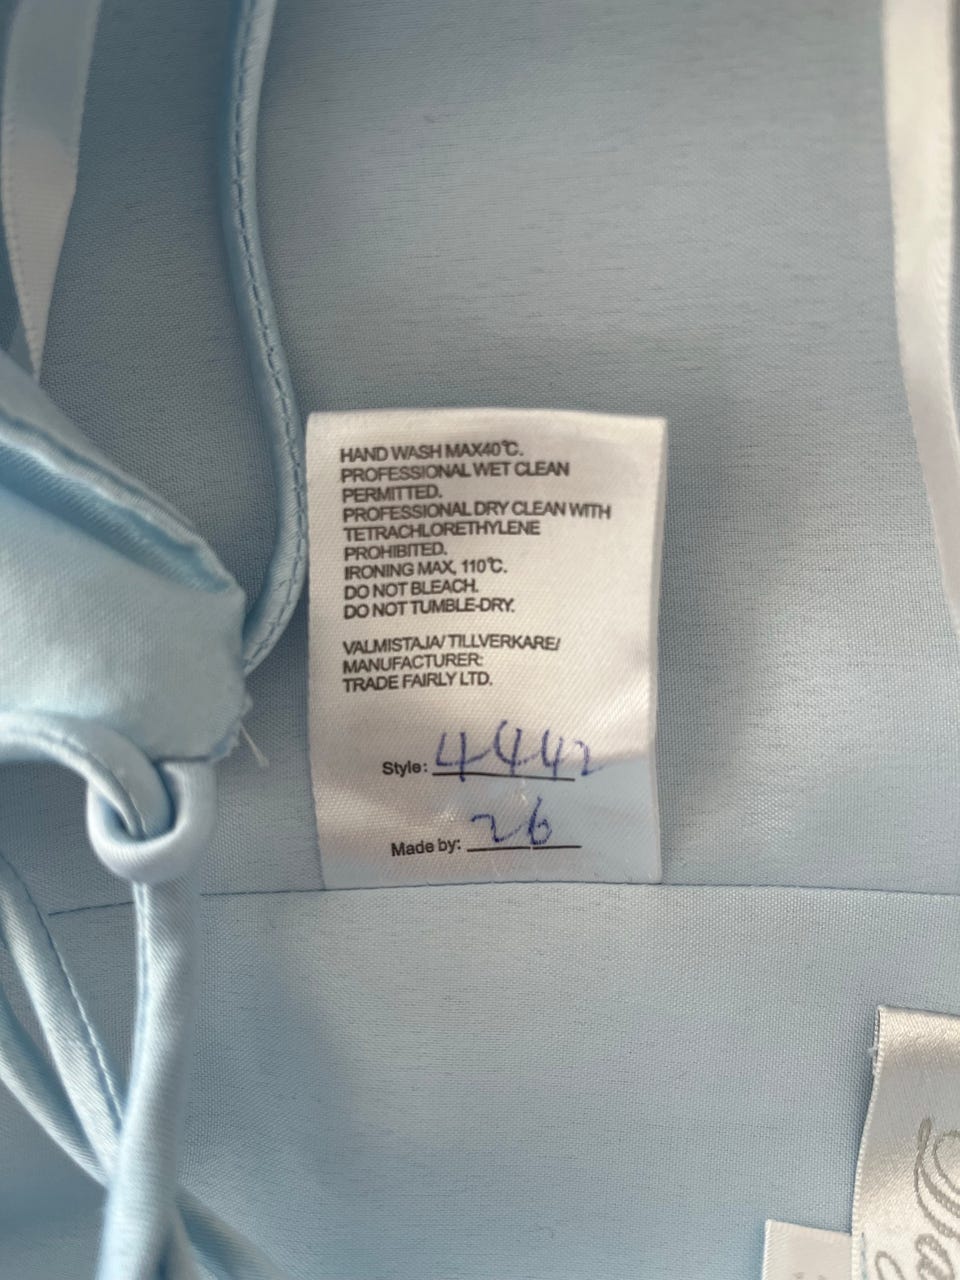 HAND WASH MAX40℃.
PROFESSIONAL WET CLEAN
PERMITTED.
PROFESSIONAL DRY CLEAN WITH
TETRACHLORETHYLENE
PROHIBITED.
IRONING MAX, 110℃.
DO NOT BLEACH.
DO NOT TUMBLE-DRY.
VALMISTAJA/TILLVERKARE/
MANUFACTURER:
TRADE FAIRLY LTD.
Style: 4442
Made by: 26